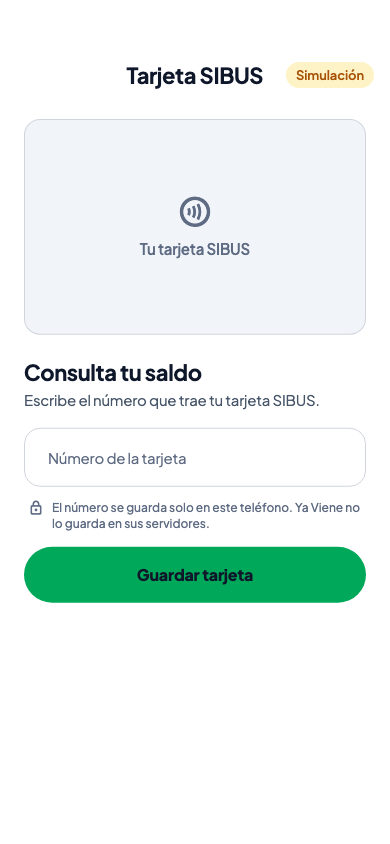 Tarjeta SIBUS
Simulación
Tu tarjeta SIBUS
Consulta tu saldo
Escribe el número que trae tu tarjeta SIBUS.
Número de la tarjeta
El número se guarda solo en este teléfono. Ya Viene no
lo guarda en sus servidores.
Guardar tarjeta